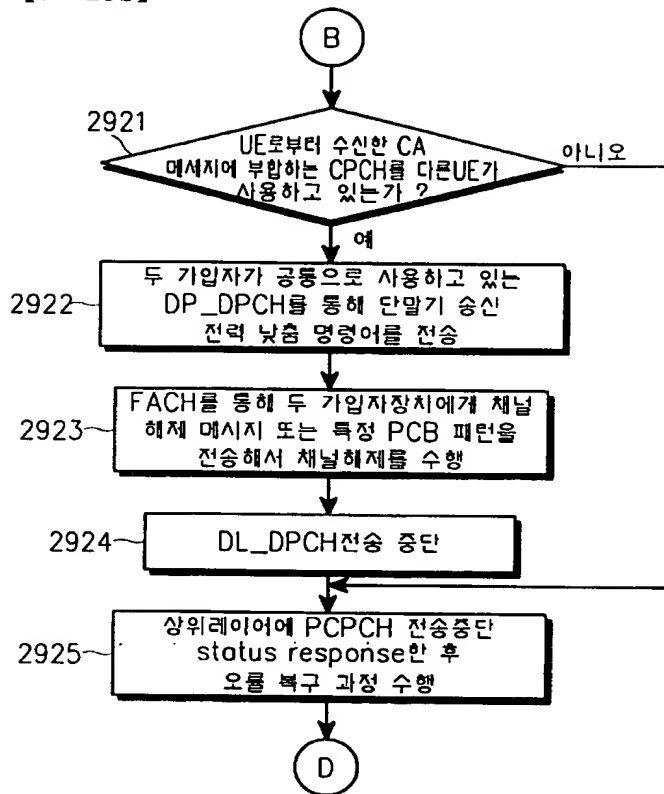 B
2921
UE로부터 수신한 CA
메세지에 부합하는 CPCH를 다른UE가
사용하고 있는가 ?
아니오
예
2922
두 가입자가 공통으로 사용하고 있는
DP_DPCH를 통해 단말기 송신
전력 낮춤 명령어를 전송
2923
FACH를 통해 두 가입자장치에게 채널
해제 메시지 또는 특정 PCB 패턴을
전송해서 채널해제를 수행
2924
DL_DPCH전송 중단
2925
상위레이어에 PCPCH 전송중단
status response한 후
오률 복구 과정 수행
D